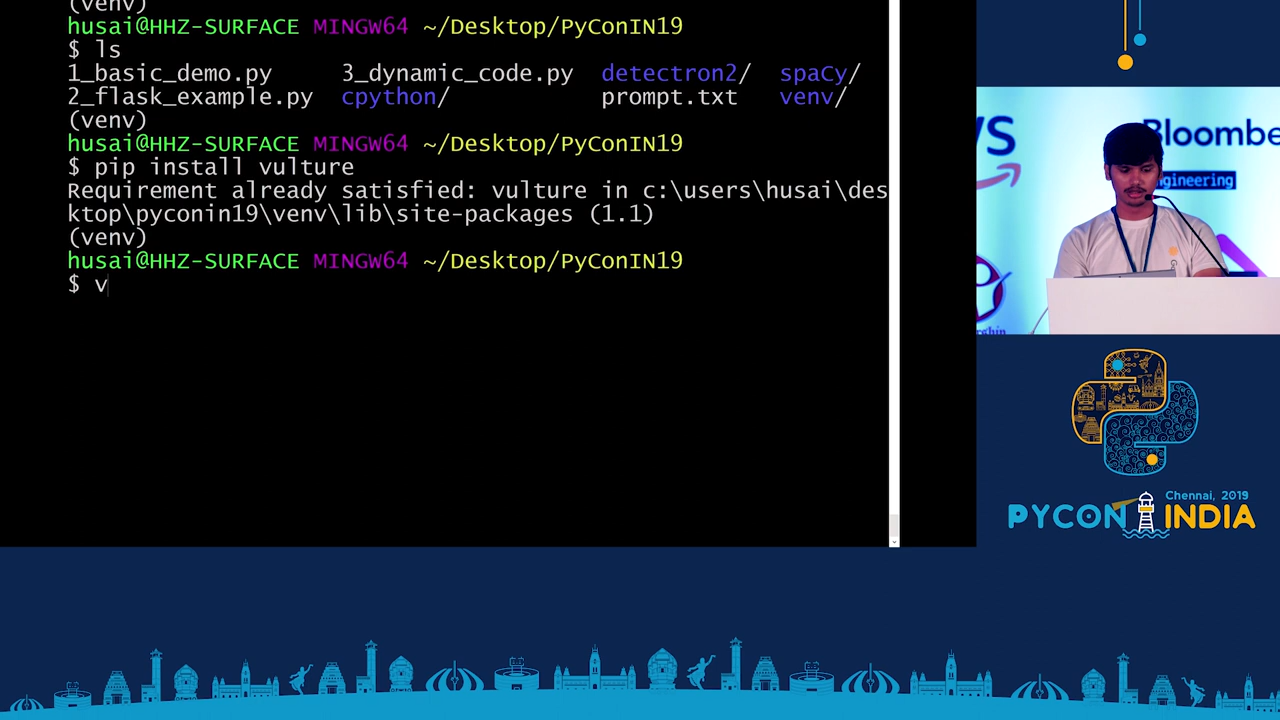 (venv)
husai@HHZ-SURFACE MINGW64 ~/Desktop/PyConIN19
$ ls
1_basic_demo.py 3_dynamic_code.py detectron2/ spaCy/
2_flask_example.py cpython/ prompt.txt venv/
(venv)
husai@HHZ-SURFACE MINGW64 ~/Desktop/PyConIN19
$ pip install vulture
Requirement already satisfied: vulture in c:\users\husai\des
ktop\pyconin19\venv\lib\site-packages (1.1)
(venv)
husai@HHZ-SURFACE MINGW64 ~/Desktop/PyConIN19
$ v
Bloombe
gineering
Chennai, 2019
PYCON INDIA